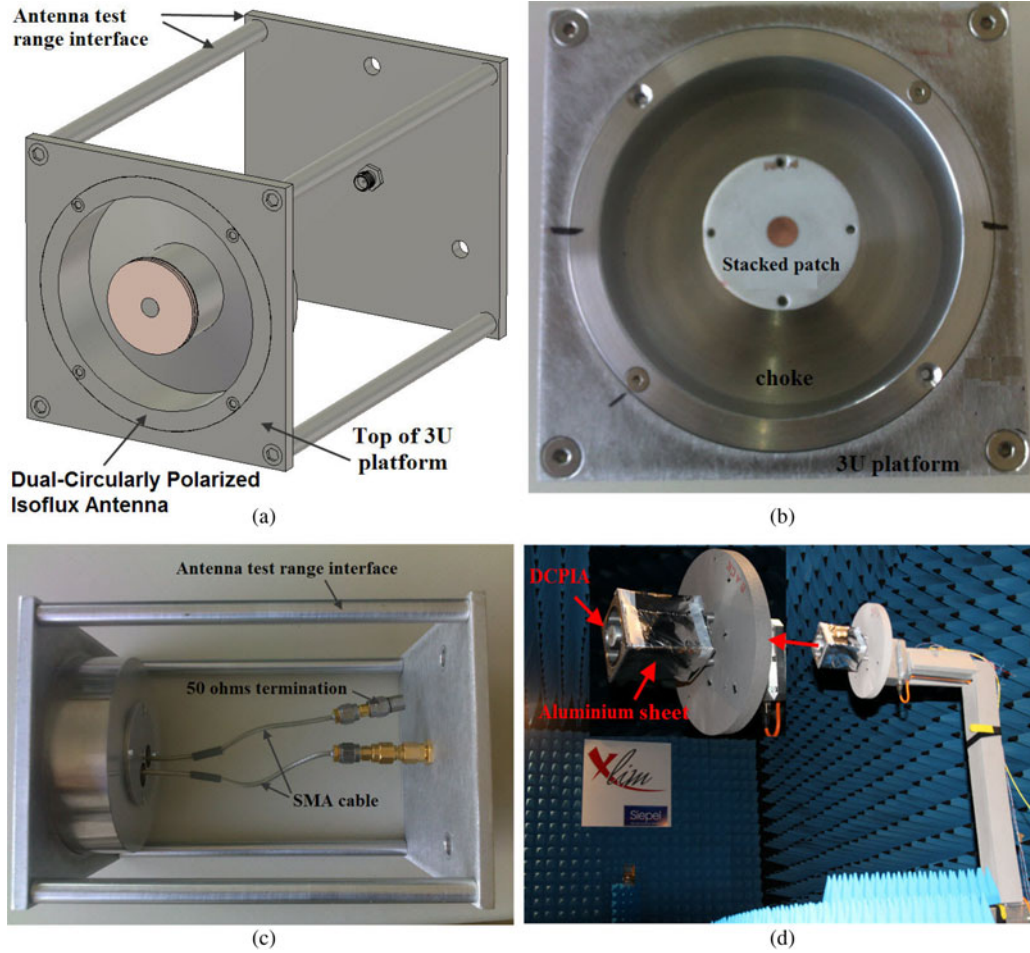 Antenna test
range interface
Top of 3U
platform
Dual-Circularly Polarized
Isoflux Antenna
(a)
Stacked patch
choke
3U platform
(b)
Antenna test range interface
50 ohms termination
SMA cable
(c)
DCPIA
Aluminium sheet
Xlim
Siepel
(d)